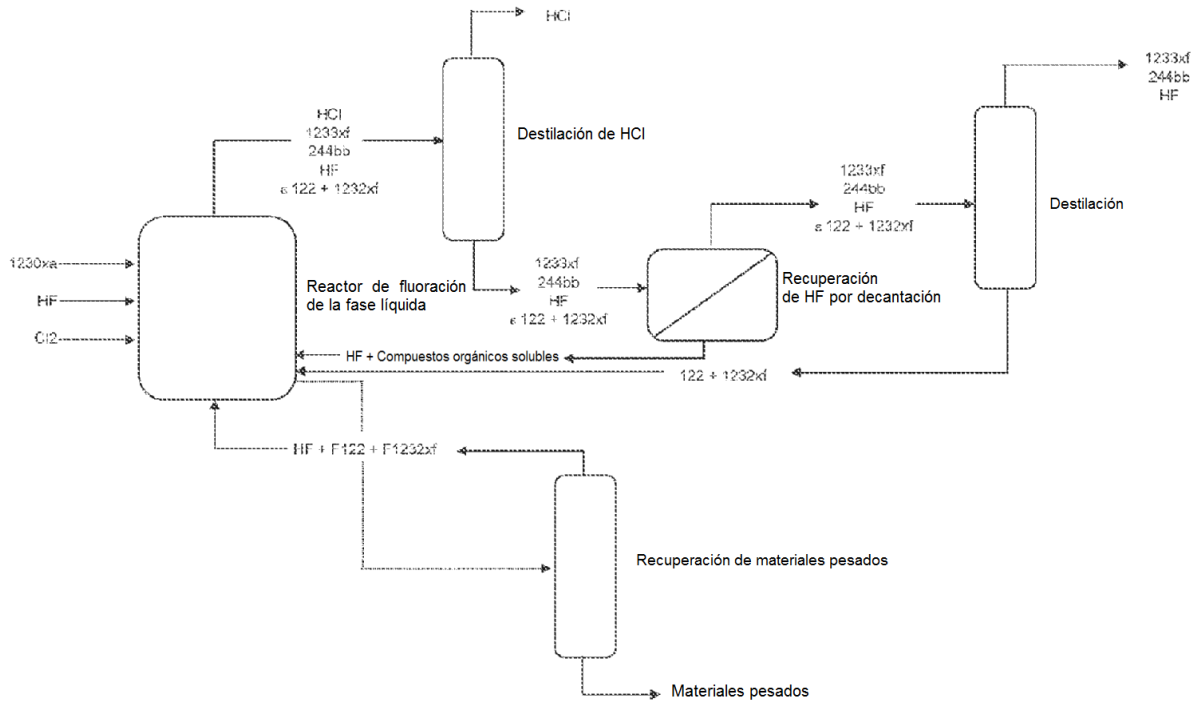 HCl
1233xf
244bb
HF
HCl
1233xf
244bb
HF
ε 122 + 1232xf
Destilación de HCl
1233xf
244bb
HF
ε 122 + 1232xf
Destilación
1230xa
HF
Cl2
Reactor de fluoración
de la fase líquida
1233xf
244bb
HF
ε 122 + 1232xf
Recuperación
de HF por decantación
HF + Compuestos orgánicos solubles
122 + 1232xf
HF + F122 + F1232xf
Recuperación de materiales pesados
Materiales pesados